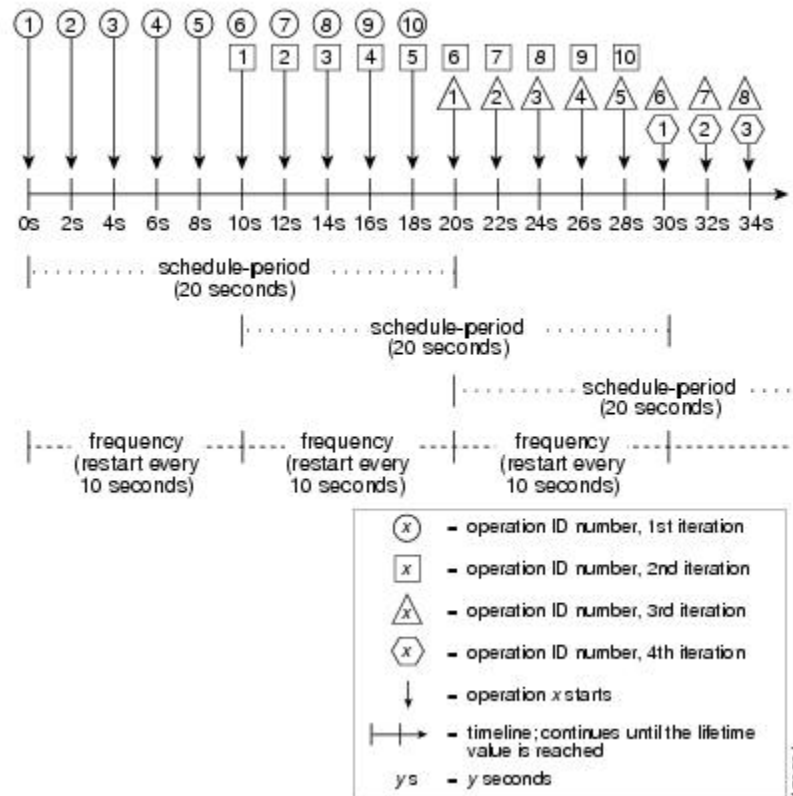 1 2 3 4 5 6 7 8 9 10
1 2 3 4 5 6 7 8 9 10
1 2 3 4 5 6 7 8
1 2 3
0s 2s 4s 6s 8s 10s 12s 14s 16s 18s 20s 22s 24s 26s 28s 30s 32s 34s
schedule-period
(20 seconds)
schedule-period
(20 seconds)
schedule-period
(20 seconds)
frequency
(restart every
10 seconds)
frequency
(restart every
10 seconds)
frequency
(restart every
10 seconds)
x = operation ID number, 1st iteration
x = operation ID number, 2nd iteration
x = operation ID number, 3rd iteration
x = operation ID number, 4th iteration
= operation x starts
= timeline; continues until the lifetime
value is reached
y s = y seconds